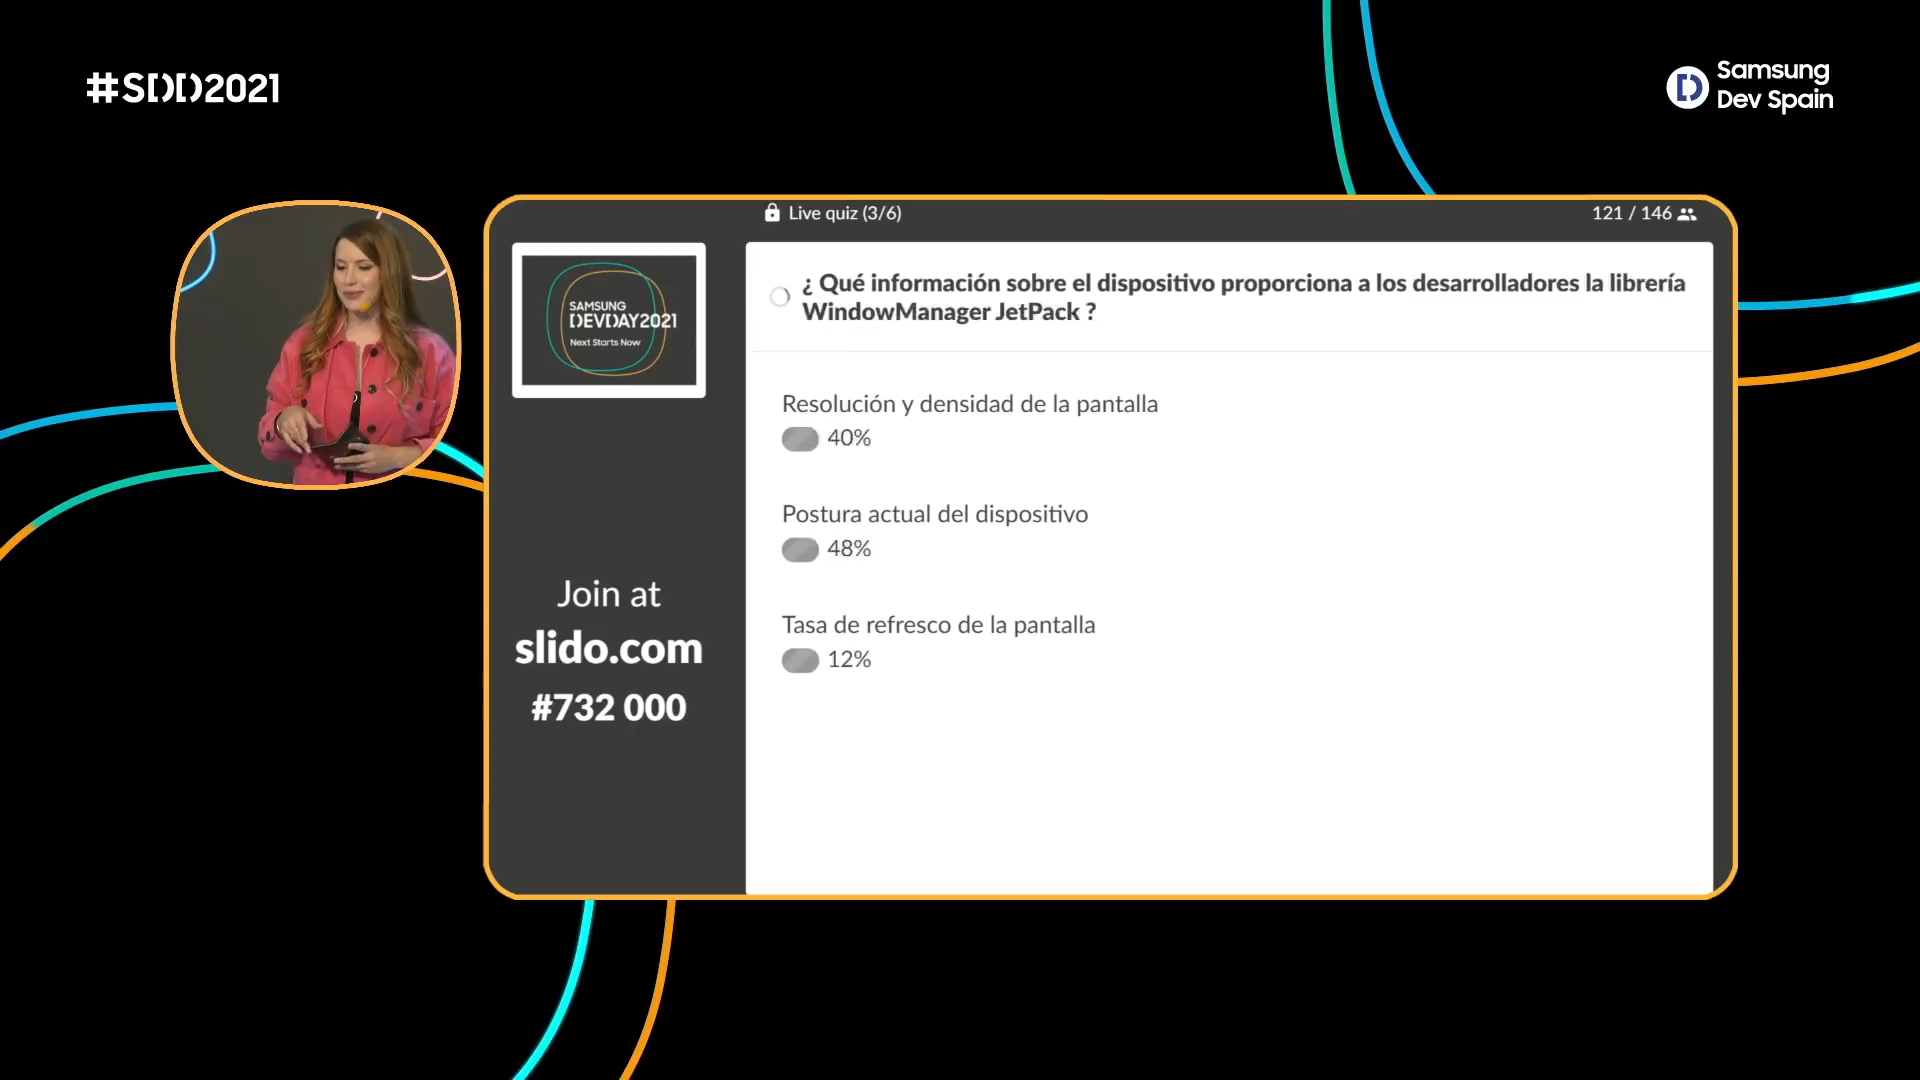 #SDD2021
Samsung
Dev Spain
Live quiz (3/6)
121 / 146
SAMSUNG
DEVDAY2021
Next Starts Now
¿ Qué información sobre el dispositivo proporciona a los desarrolladores la librería
WindowManager JetPack ?
Resolución y densidad de la pantalla
40%
Postura actual del dispositivo
48%
Tasa de refresco de la pantalla
12%
Join at
slido.com
#732 000